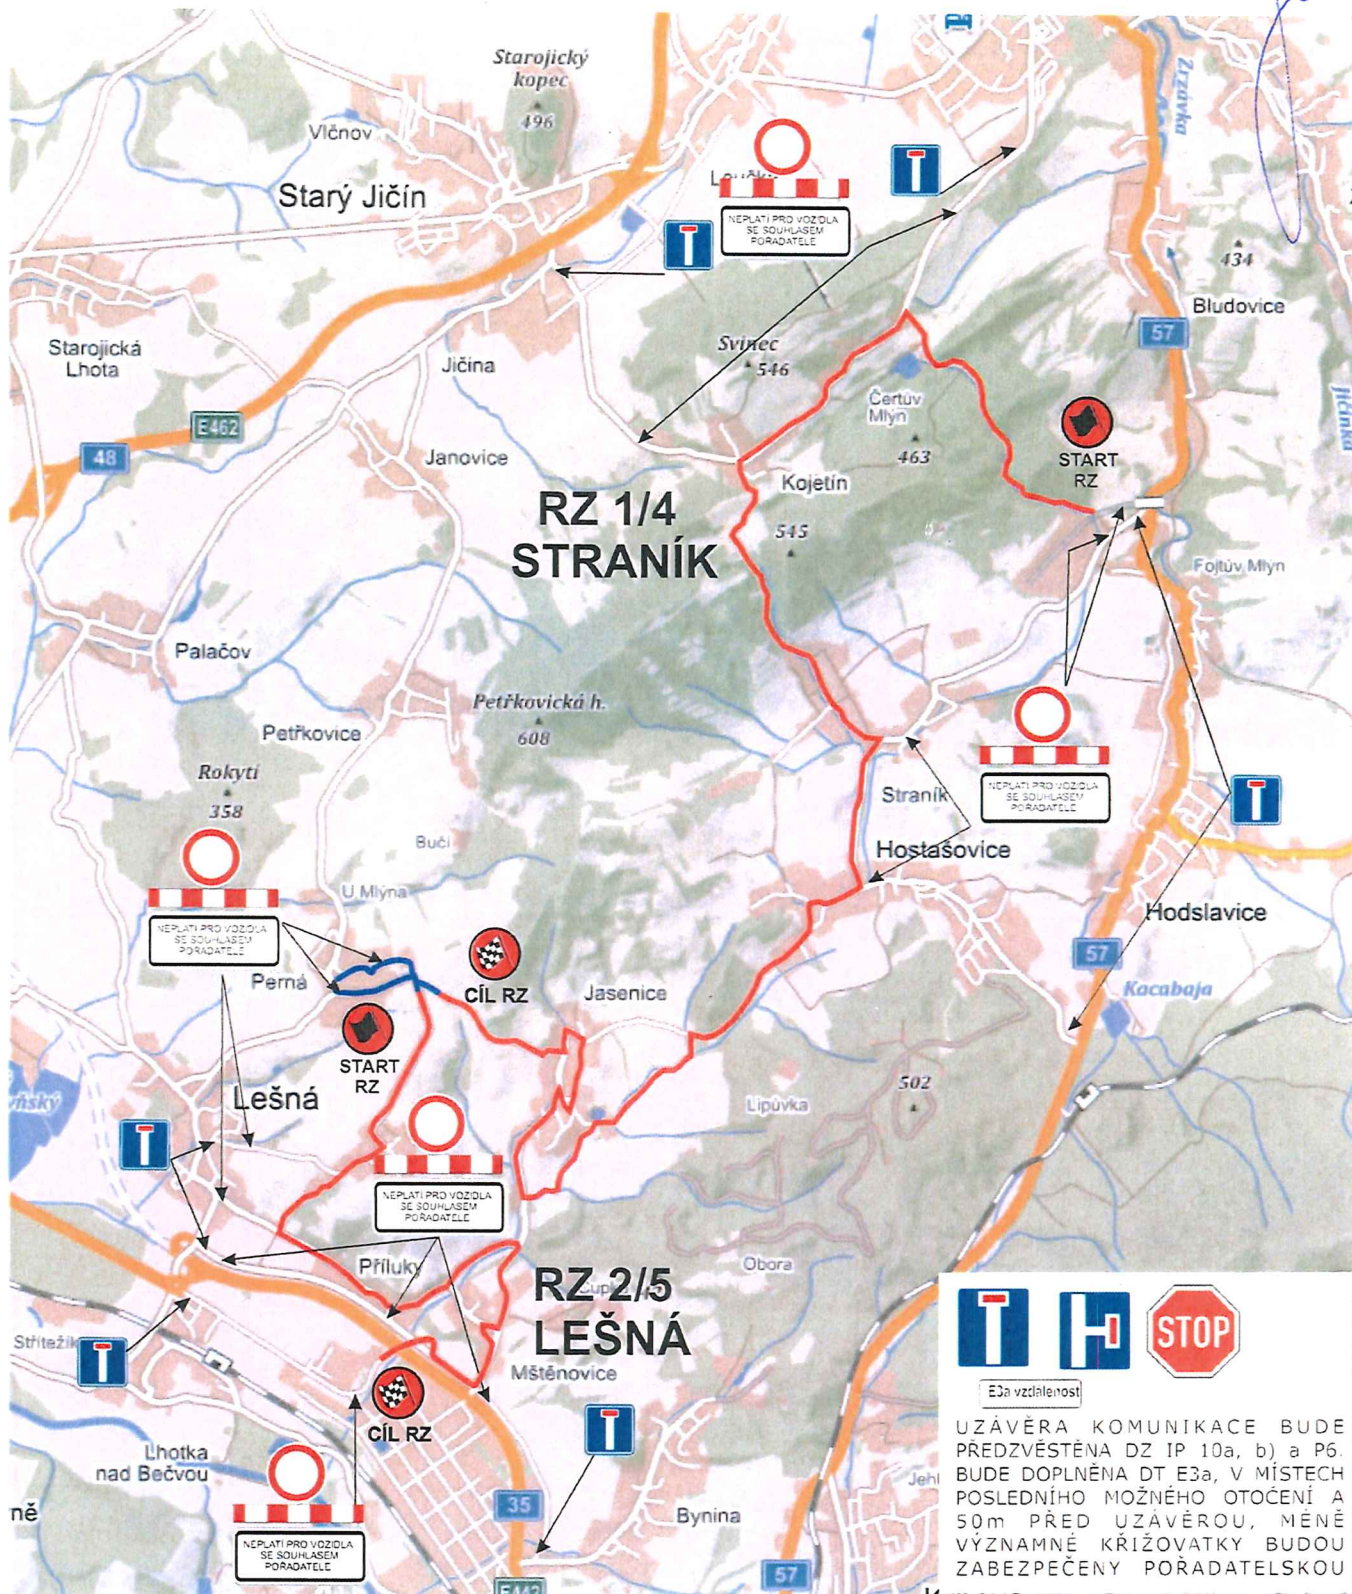 Starojický
kopec
496
Vlčnov
Starý Jičín
NEPLATÍ PRO VOZIDLA
SE SOUHLASEM
POŘADATELE
Zrzávka
434
Bludovice
57
Starojická
Lhota
Jičina
Svinec
546
Čertův
Mlýn
463
Jičínka
E462
48
Janovice
START
RZ
Kojetín
RZ 1/4
STRANÍK
545
Fojtův Mlýn
Palačov
Petřkovická h.
608
Petřkovice
Rokytí
358
NEPLATÍ PRO VOZIDLA
SE SOUHLASEM
POŘADATELE
Straník
Bučí
Hostašovice
U Mlýna
NEPLATÍ PRO VOZIDLA
SE SOUHLASEM
POŘADATELE
Hodslavice
57
Perná
CÍL RZ
Jasenice
Kacabaja
START
RZ
502
Lešná
Lipůvka
NEPLATÍ PRO VOZIDLA
SE SOUHLASEM
POŘADATELE
Příluky
RZ 2/5
LEŠNÁ
Obora
Střítežik
Mštěnovice
CÍL RZ
Lhotka
nad Bečvou
NEPLATÍ PRO VOZIDLA
SE SOUHLASEM
POŘADATELE
35
Bynina
57
E442
STOP
E3a vzdálenost
UZÁVĚRA KOMUNIKACE BUDE
PŘEDZVĚSTĚNA DZ IP 10a, b) a P6.
BUDE DOPLNĚNA DT E3a, V MÍSTECH
POSLEDNÍHO MOŽNÉHO OTOČENÍ A
50m PŘED UZÁVĚROU, MÉNĚ
VÝZNAMNÉ KŘIŽOVATKY BUDOU
ZABEZPEČENY POŘADATELSKOU